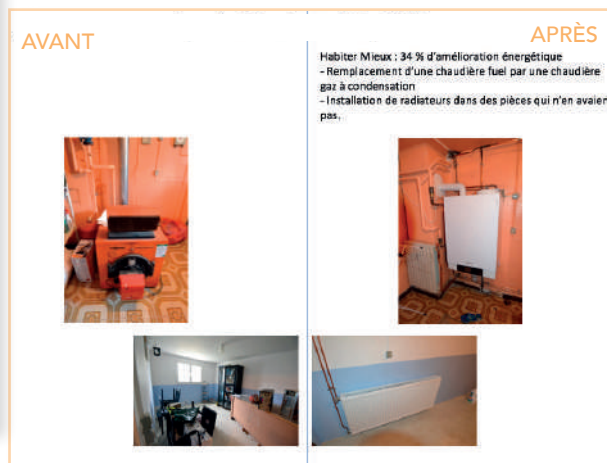 AVANT
APRÈS
Habiter Mieux : 34 % d'amélioration énergétique
- Remplacement d'une chaudière fuel par une chaudière
gaz à condensation
- Installation de radiateurs dans des pièces qui n'en avaien
pas.